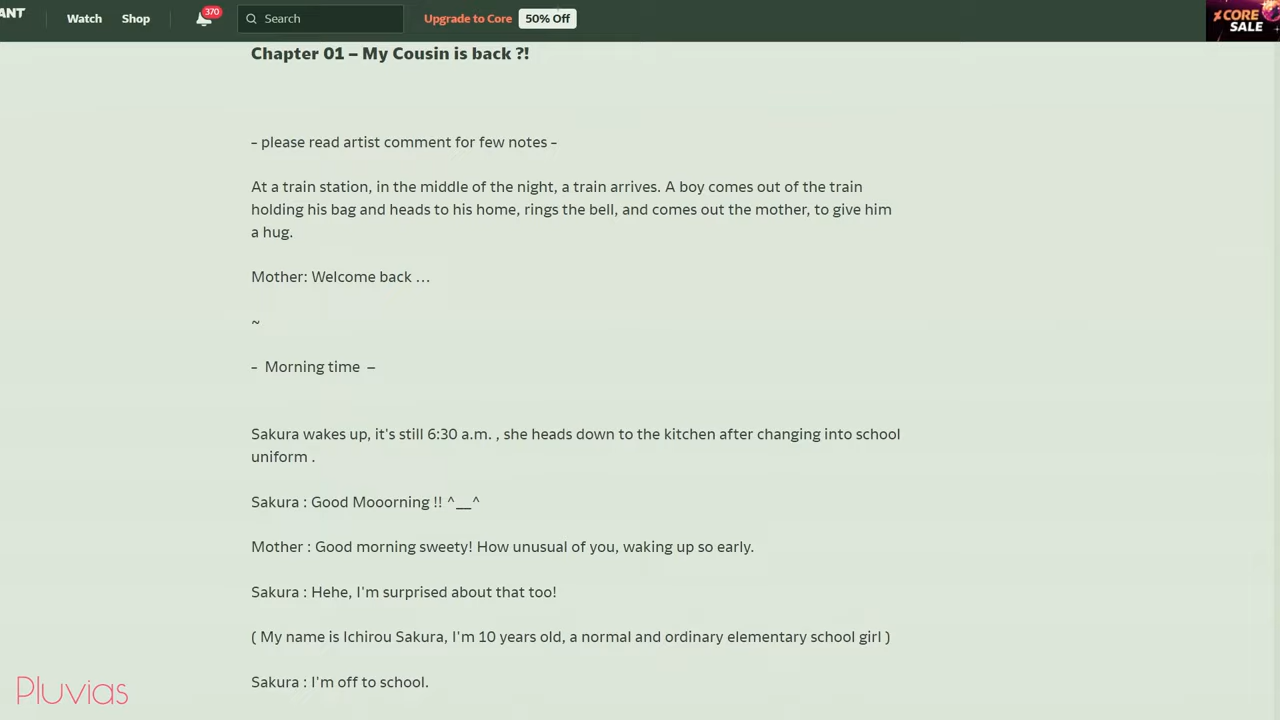 ANT Watch Shop 370 Search Upgrade to Core 50% Off CORE
SALE
Chapter 01 – My Cousin is back ?!
- please read artist comment for few notes -
At a train station, in the middle of the night, a train arrives. A boy comes out of the train
holding his bag and heads to his home, rings the bell, and comes out the mother, to give him
a hug.
Mother: Welcome back …
~
- Morning time –
Sakura wakes up, it's still 6:30 a.m. , she heads down to the kitchen after changing into school
uniform .
Sakura : Good Mooorning !! ^__^
Mother : Good morning sweety! How unusual of you, waking up so early.
Sakura : Hehe, I'm surprised about that too!
( My name is Ichirou Sakura, I'm 10 years old, a normal and ordinary elementary school girl )
Sakura : I'm off to school.
Pluvias